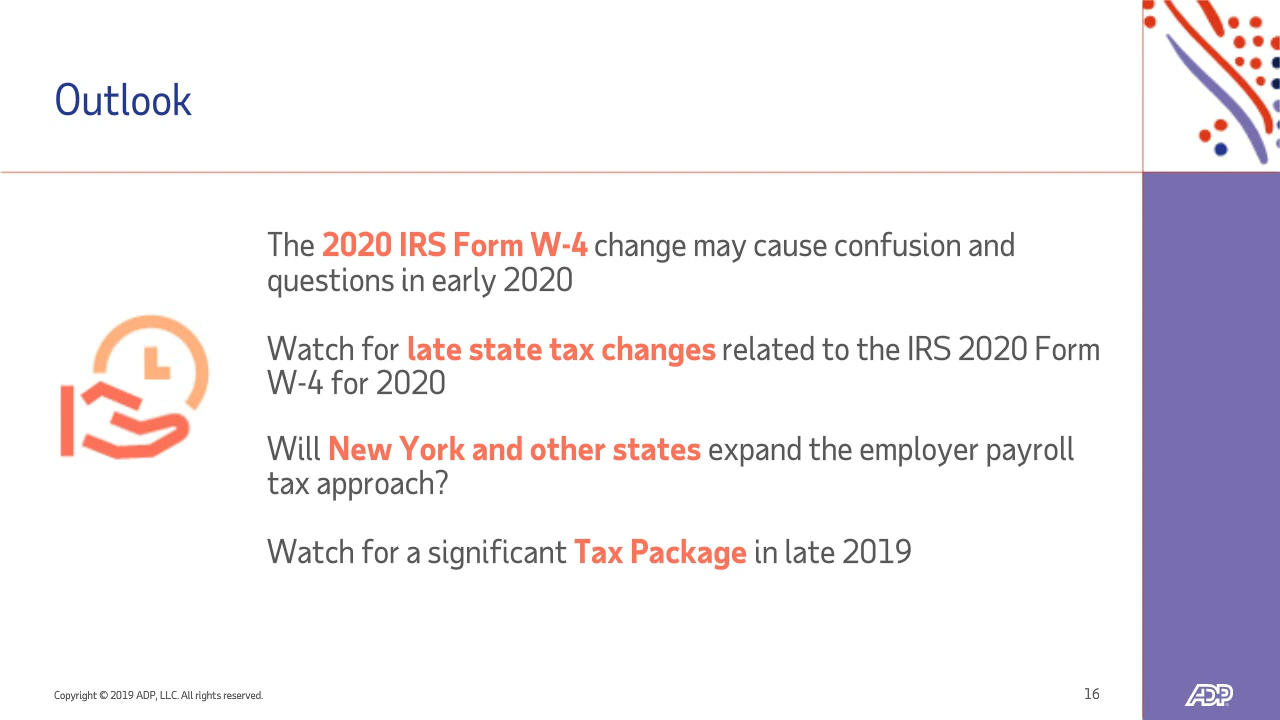 Outlook
The 2020 IRS Form W-4 change may cause confusion and
questions in early 2020
Watch for late state tax changes related to the IRS 2020 Form
W-4 for 2020
Will New York and other states expand the employer payroll
tax approach?
Watch for a significant Tax Package in late 2019
Copyright © 2019 ADP, LLC. All rights reserved.
16
ADP